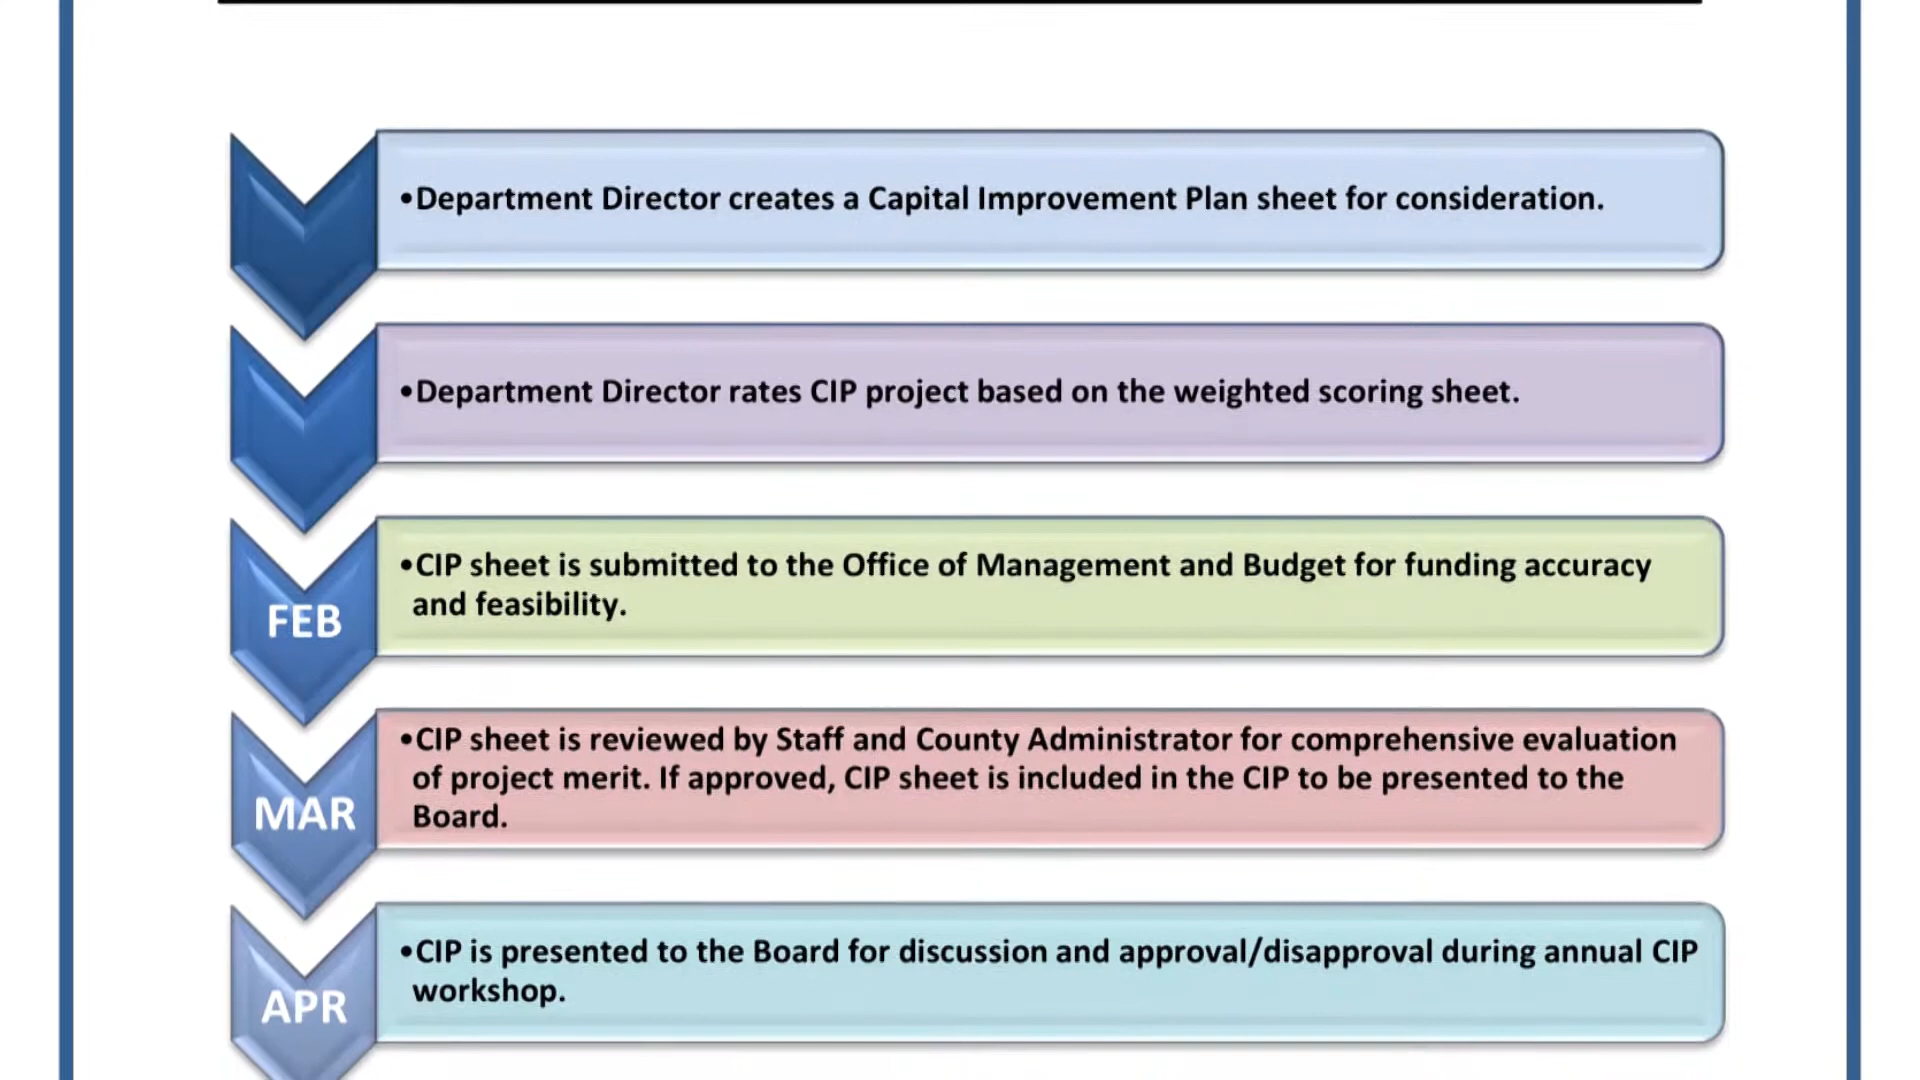 •Department Director creates a Capital Improvement Plan sheet for consideration.
•Department Director rates CIP project based on the weighted scoring sheet.
FEB
•CIP sheet is submitted to the Office of Management and Budget for funding accuracy
and feasibility.
MAR
•CIP sheet is reviewed by Staff and County Administrator for comprehensive evaluation
of project merit. If approved, CIP sheet is included in the CIP to be presented to the
Board.
APR
•CIP is presented to the Board for discussion and approval/disapproval during annual CIP
workshop.